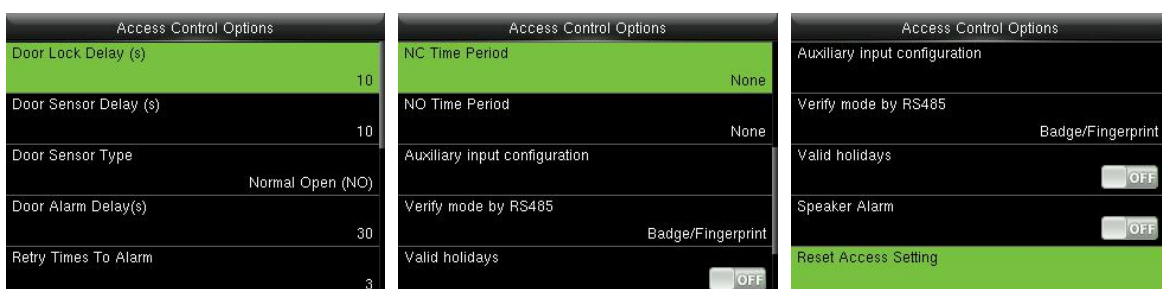 Access Control Options
Door Lock Delay (s)
10
Door Sensor Delay (s)
10
Door Sensor Type
Normal Open (NO)
Door Alarm Delay(s)
30
Retry Times To Alarm
3
Access Control Options
NC Time Period
None
NO Time Period
None
Auxiliary input configuration
Verify mode by RS485
Badge/Fingerprint
Valid holidays
OFF
Access Control Options
Auxiliary input configuration
Verify mode by RS485
Badge/Fingerprint
Valid holidays
OFF
Speaker Alarm
OFF
Reset Access Setting